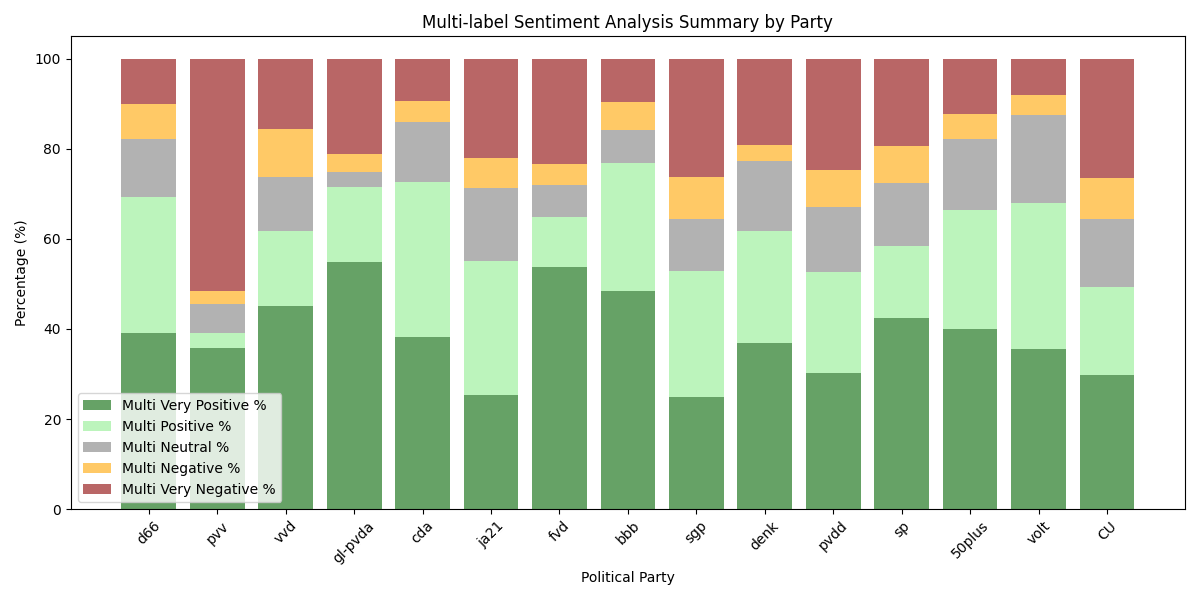 Multi-label Sentiment Analysis Summary by Party
Percentage (%)
100
80
60
40
20
0
Multi Very Positive %
Multi Positive %
Multi Neutral %
Multi Negative %
Multi Very Negative %
d66
pvv
vvd
gl-pvda
cda
ja21
fvd
bbb
sgp
denk
pvdd
sp
50plus
volt
CU
Political Party